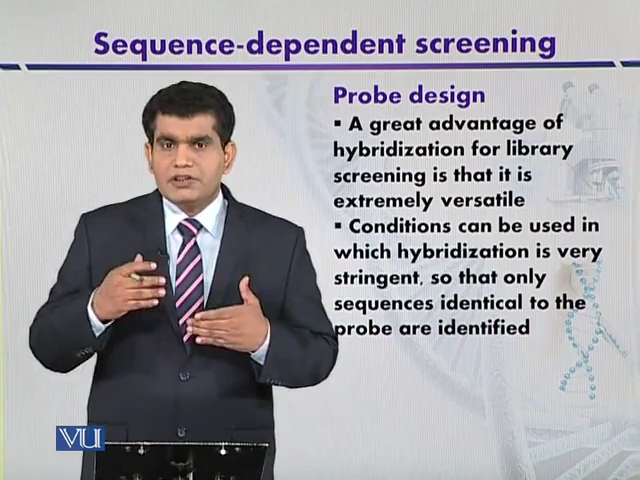 Sequence-dependent screening
Probe design
▪ A great advantage of
hybridization for library
screening is that it is
extremely versatile
▪ Conditions can be used in
which hybridization is very
stringent, so that only
sequences identical to the
probe are identified
VU